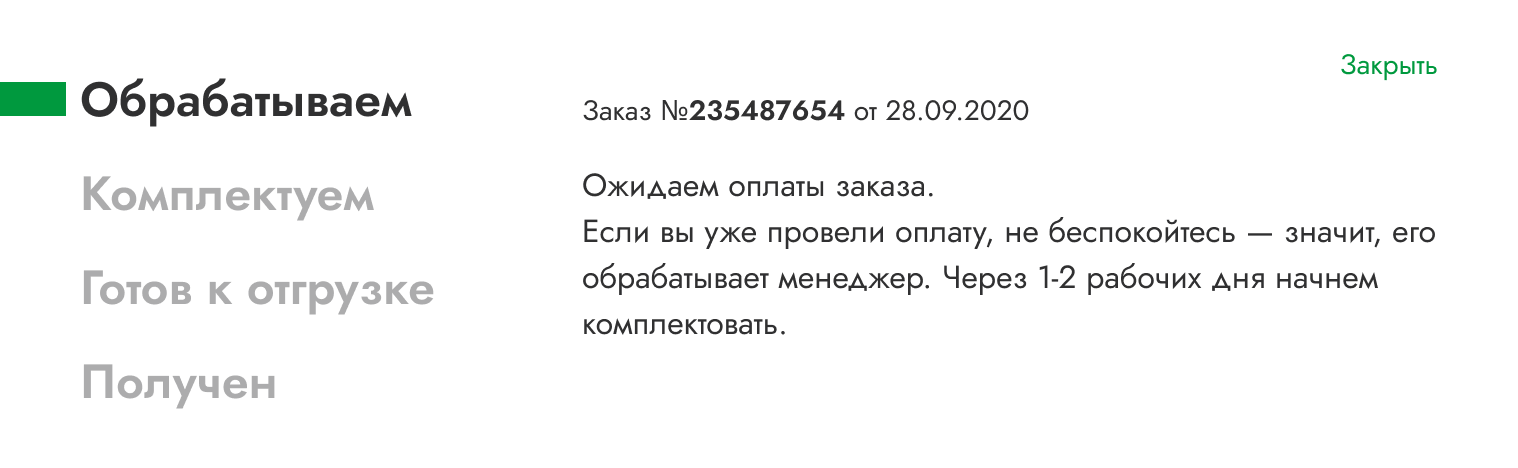 Закрыть
Обрабатываем
Комплектуем
Готов к отгрузке
Получен
Заказ №235487654 от 28.09.2020
Ожидаем оплаты заказа.
Если вы уже провели оплату, не беспокойтесь — значит, его
обрабатывает менеджер. Через 1-2 рабочих дня начнем
комплектовать.